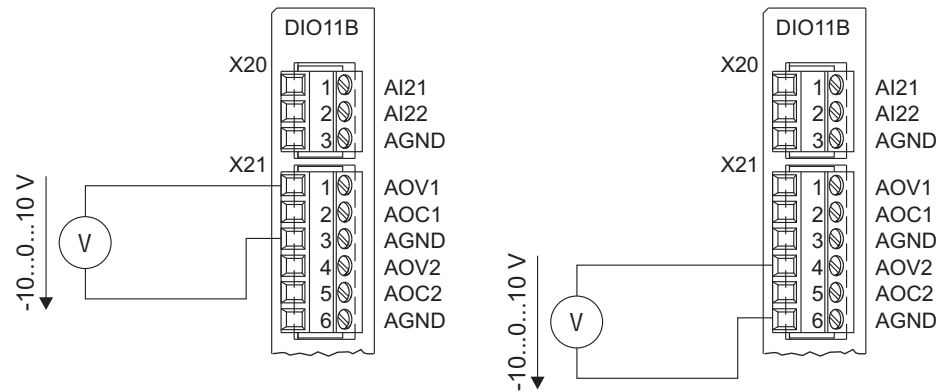 DIO11B
X20
1 AI21
2 AI22
3 AGND
X21
1 AOV1
2 AOC1
3 AGND
4 AOV2
5 AOC2
6 AGND
V
-10...0...10 V
DIO11B
X20
1 AI21
2 AI22
3 AGND
X21
1 AOV1
2 AOC1
3 AGND
4 AOV2
5 AOC2
6 AGND
V
-10...0...10 V